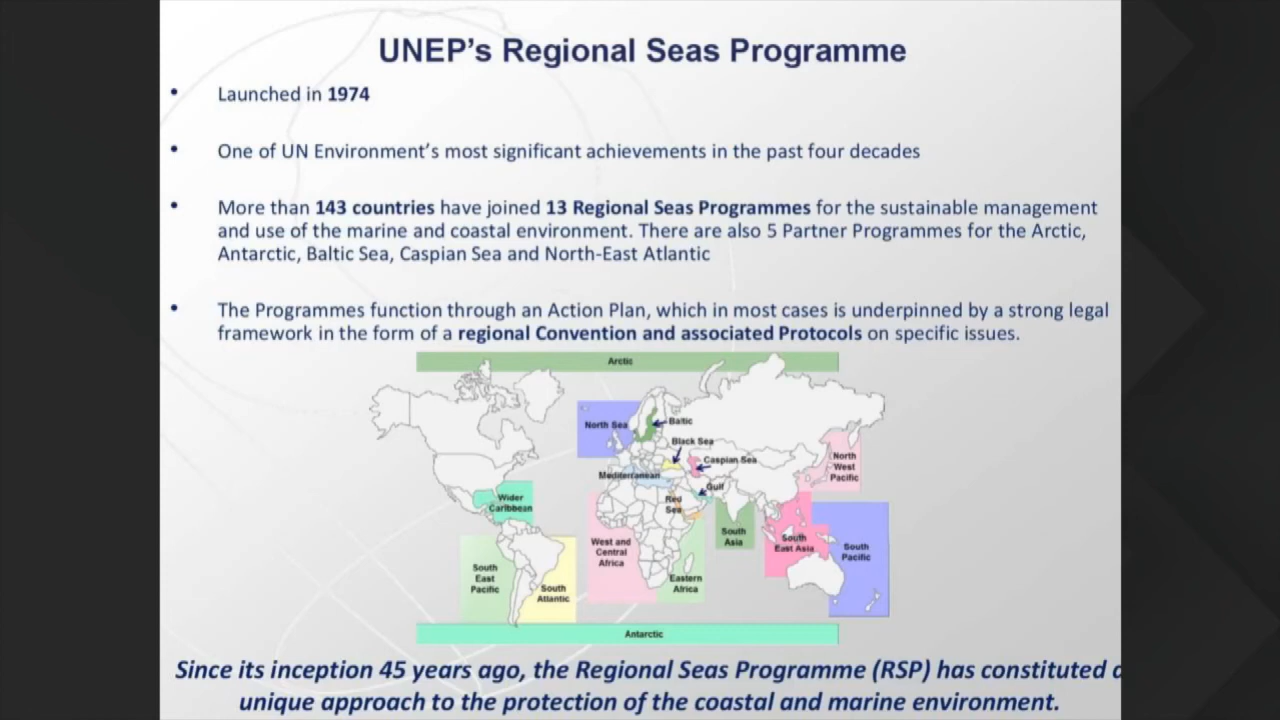 UNEP’s Regional Seas Programme
• Launched in 1974
• One of UN Environment’s most significant achievements in the past four decades
• More than 143 countries have joined 13 Regional Seas Programmes for the sustainable management
and use of the marine and coastal environment. There are also 5 Partner Programmes for the Arctic,
Antarctic, Baltic Sea, Caspian Sea and North-East Atlantic
• The Programmes function through an Action Plan, which in most cases is underpinned by a strong legal
framework in the form of a regional Convention and associated Protocols on specific issues.
Arctic
North Sea
Baltic
Black Sea
Caspian Sea
Mediterranean
Gulf
Red
Sea
North
West
Pacific
Wider
Caribbean
South
Asia
South
East Asia
South
Pacific
West and
Central
Africa
Eastern
Africa
South
East
Pacific
South
Atlantic
Antarctic
Since its inception 45 years ago, the Regional Seas Programme (RSP) has constituted a
unique approach to the protection of the coastal and marine environment.